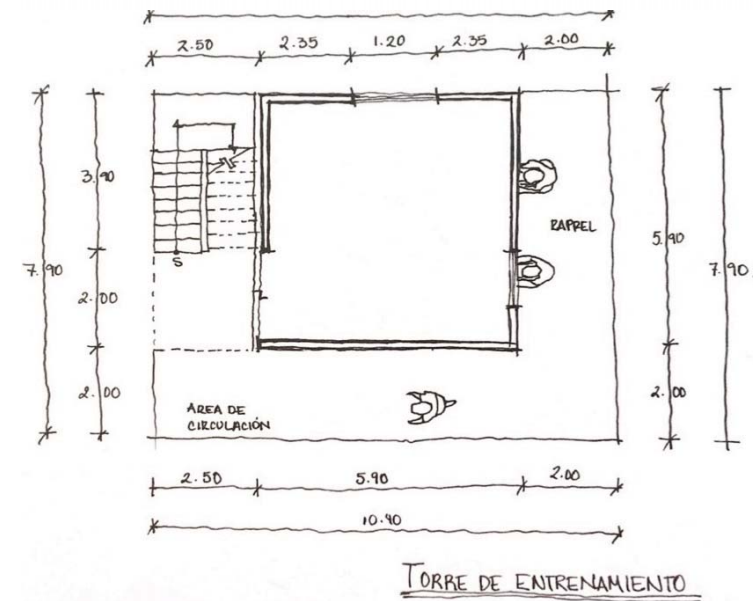 2.50 2.35 1.20 2.35 2.00
3.90
S
RAPPEL
5.90
7.90
2.00
7.90
2.00
2.00
AREA DE
CIRCULACIÓN
2.50 5.90 2.00
10.40
TORRE DE ENTRENAMIENTO